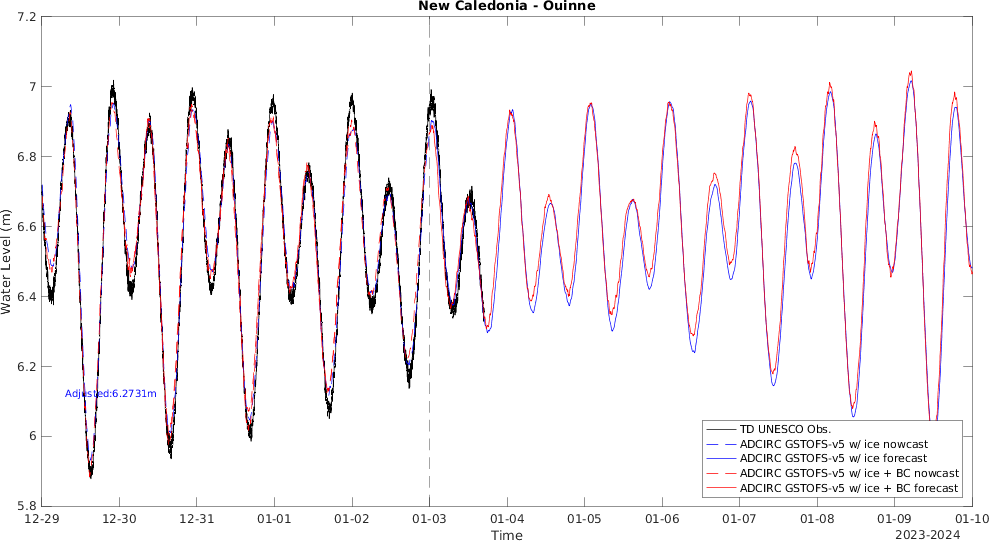 New Caledonia - Ouinne
7.2
7
6.8
6.6
6.4
6.2
6
5.8
Water Level (m)
Adjusted:6.2731m
TD UNESCO Obs.
ADCIRC GSTOFS-v5 w/ ice nowcast
ADCIRC GSTOFS-v5 w/ ice forecast
ADCIRC GSTOFS-v5 w/ ice + BC nowcast
ADCIRC GSTOFS-v5 w/ ice + BC forecast
12-29 12-30 12-31 01-01 01-02 01-03 01-04 01-05 01-06 01-07 01-08 01-09 01-10
Time
2023-2024